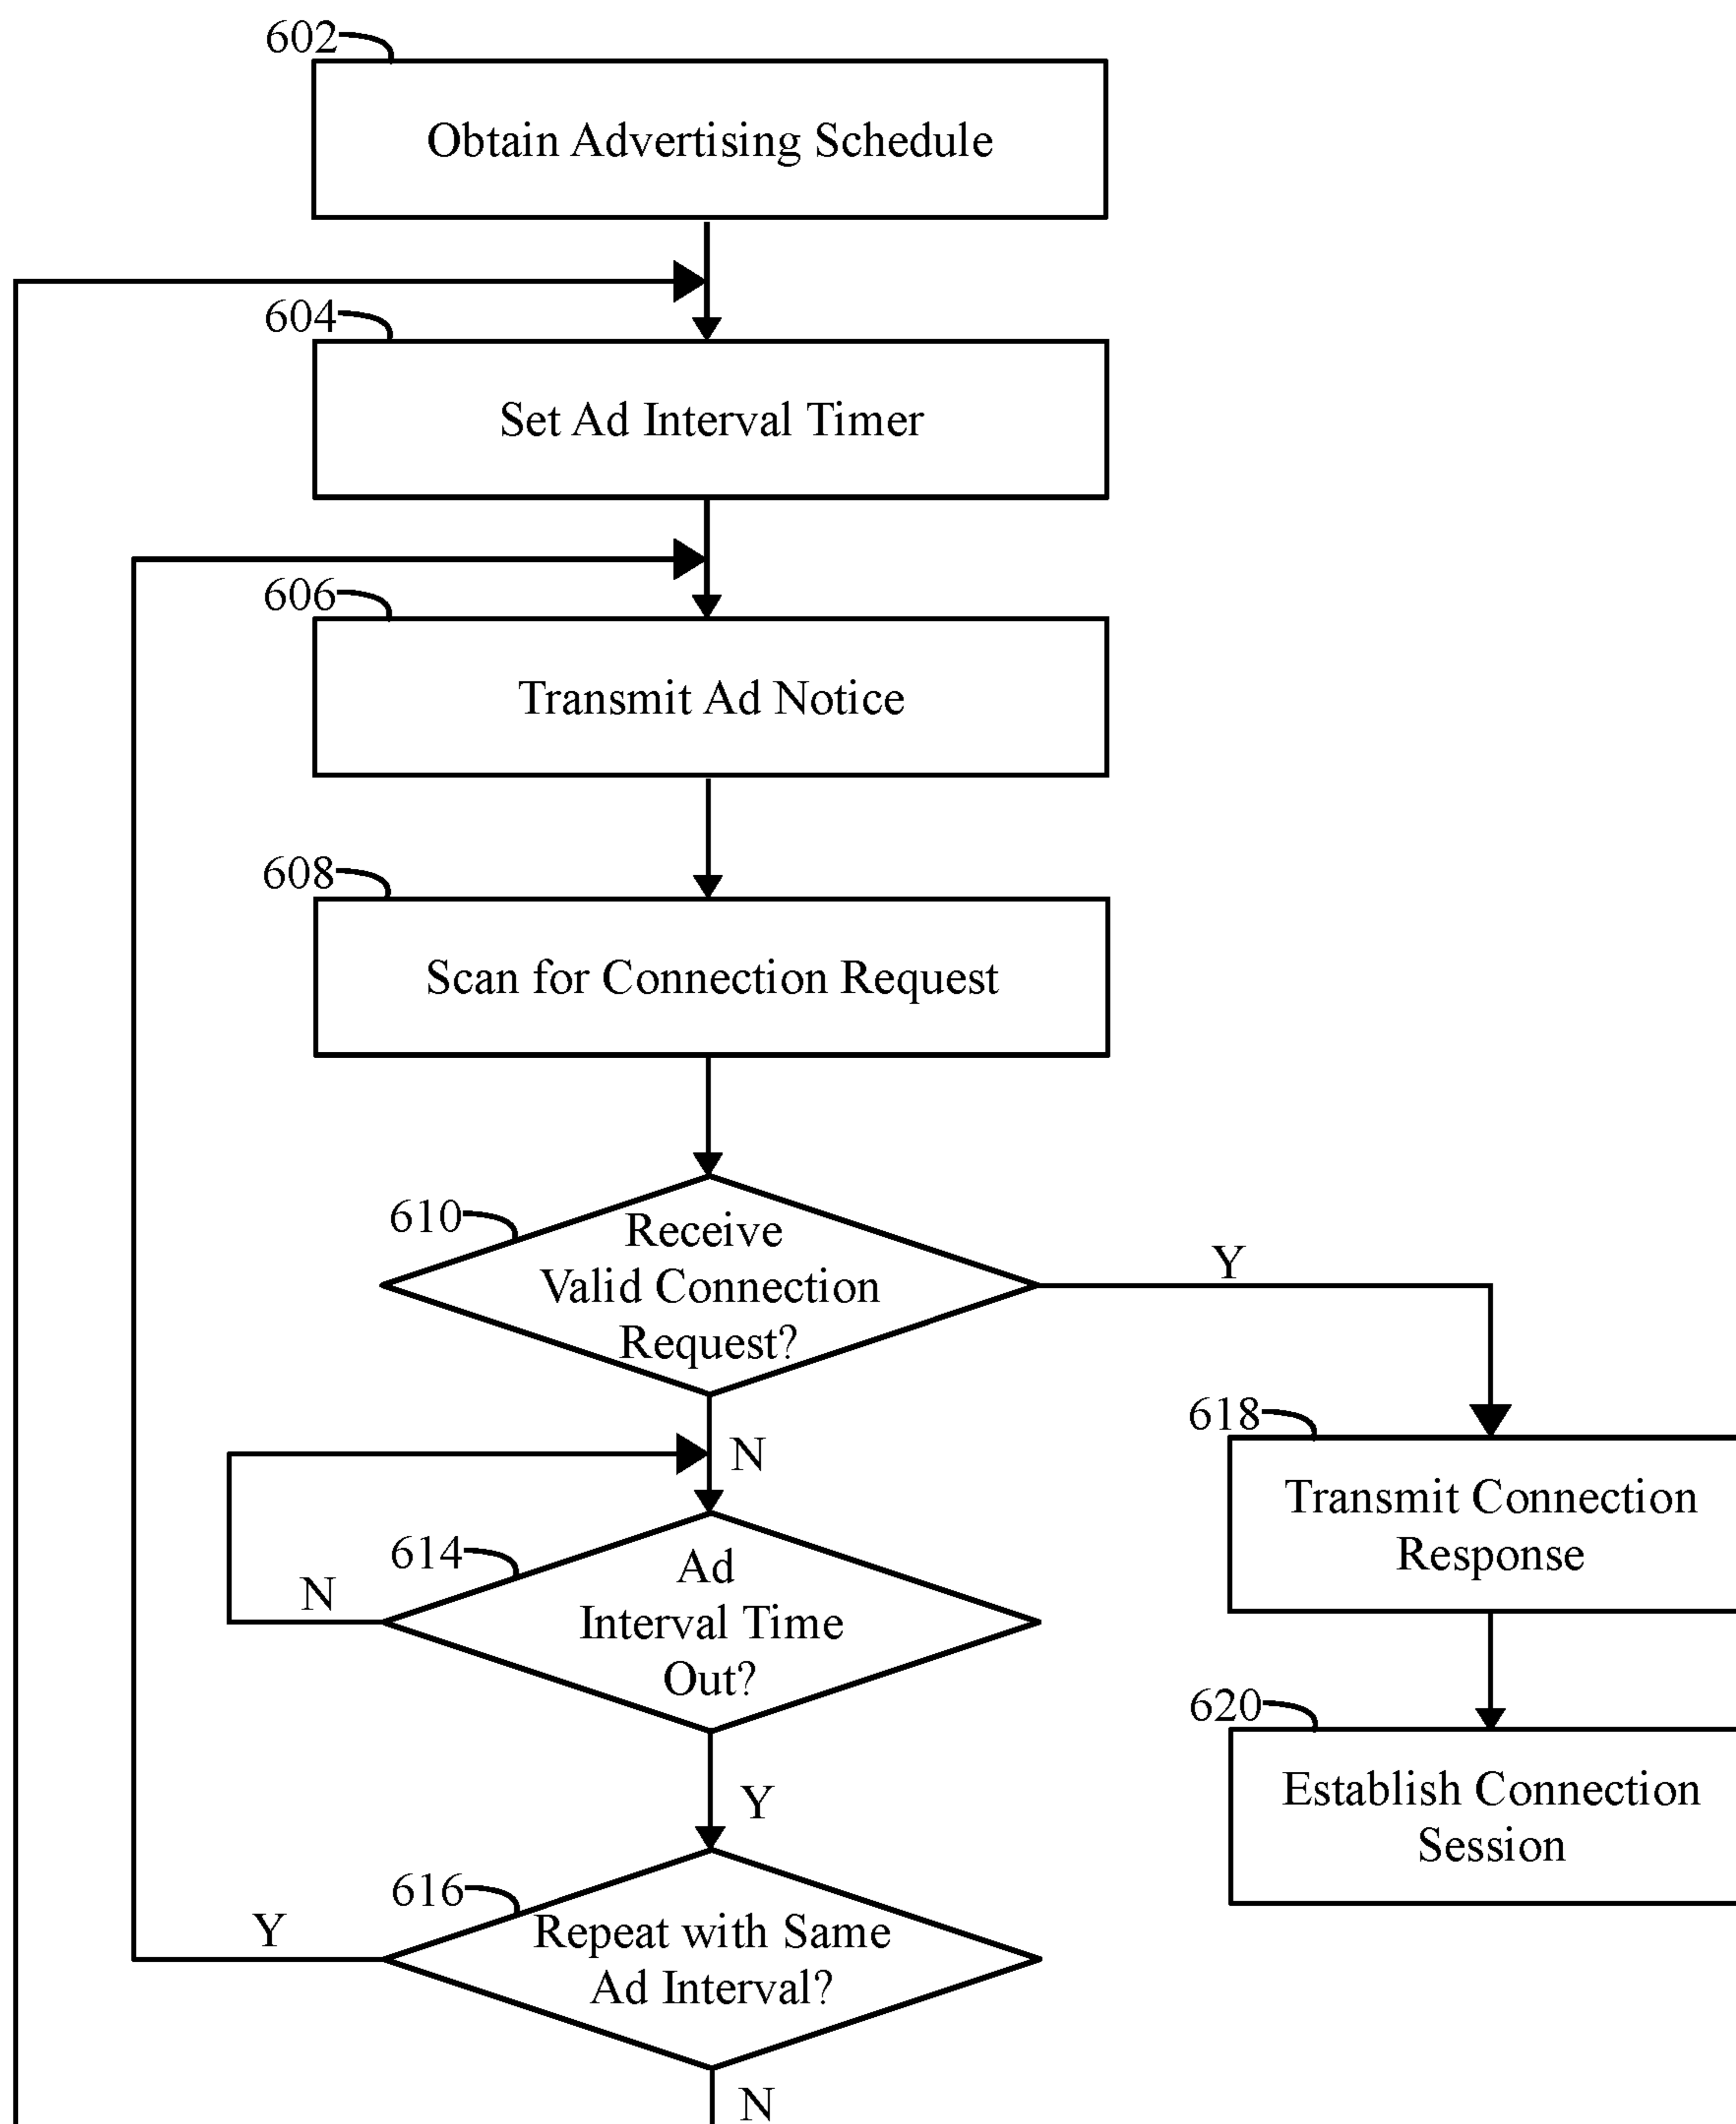 602
Obtain Advertising Schedule
604
Set Ad Interval Timer
606
Transmit Ad Notice
608
Scan for Connection Request
610
Receive
Valid Connection
Request?
Y
N
618
Transmit Connection
Response
614
Ad
Interval Time
Out?
N
Y
620
Establish Connection
Session
616
Repeat with Same
Ad Interval?
Y
N